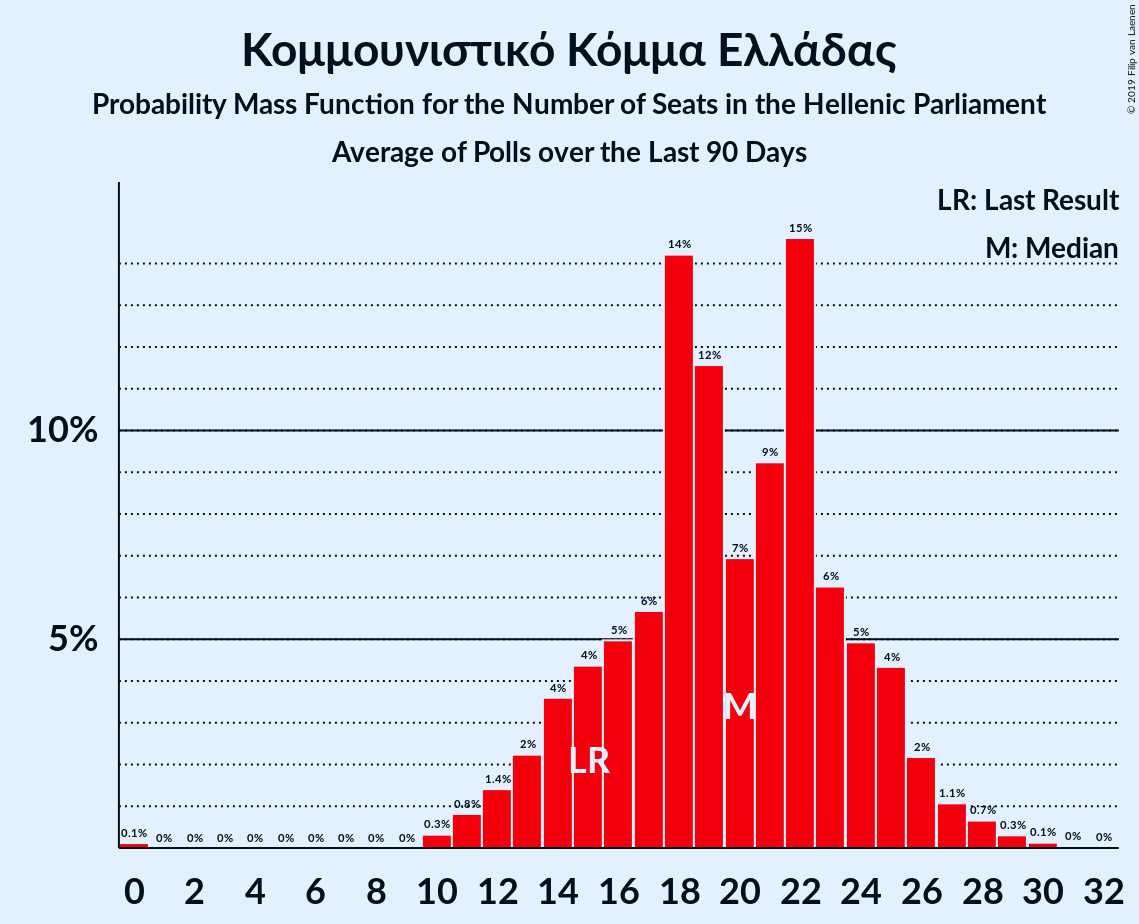 Κομμουνιστικό Κόμμα Ελλάδας
Probability Mass Function for the Number of Seats in the Hellenic Parliament
Average of Polls over the Last 90 Days
© 2019 Filip van Laenen
LR: Last Result
M: Median
15%
14%
12%
10%
9%
7%
6%
6%
5%
5%
5%
4%
4%
4%
M
2%
2%
LR
1.4%
1.1%
0.8%
0.7%
0.3%
0.3%
0.1%
0.1%
0% 0% 0% 0% 0% 0% 0% 0% 0% 0% 0%
0 2 4 6 8 10 12 14 16 18 20 22 24 26 28 30 32